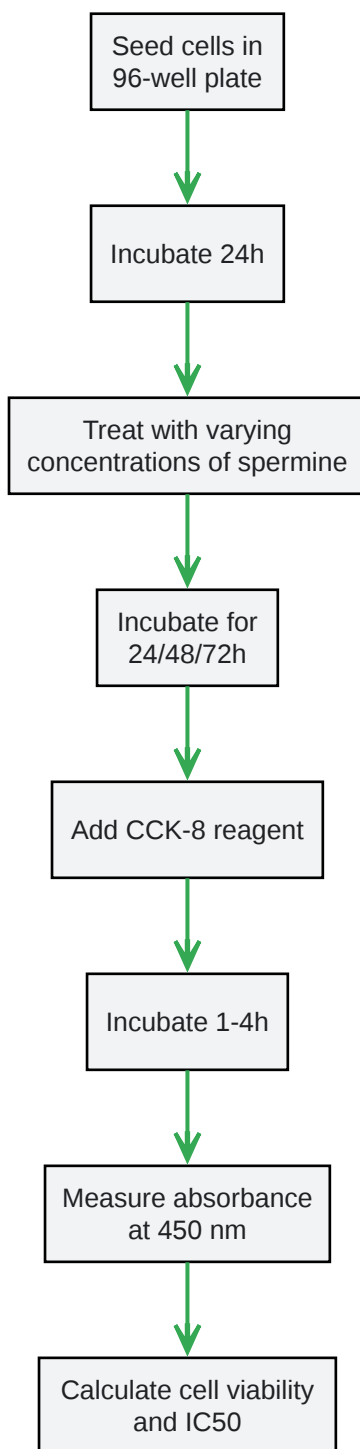 Seed cells in
96-well plate
Incubate 24h
Treat with varying
concentrations of spermine
Incubate for
24/48/72h
Add CCK-8 reagent
Incubate 1-4h
Measure absorbance
at 450 nm
Calculate cell viability
and IC50